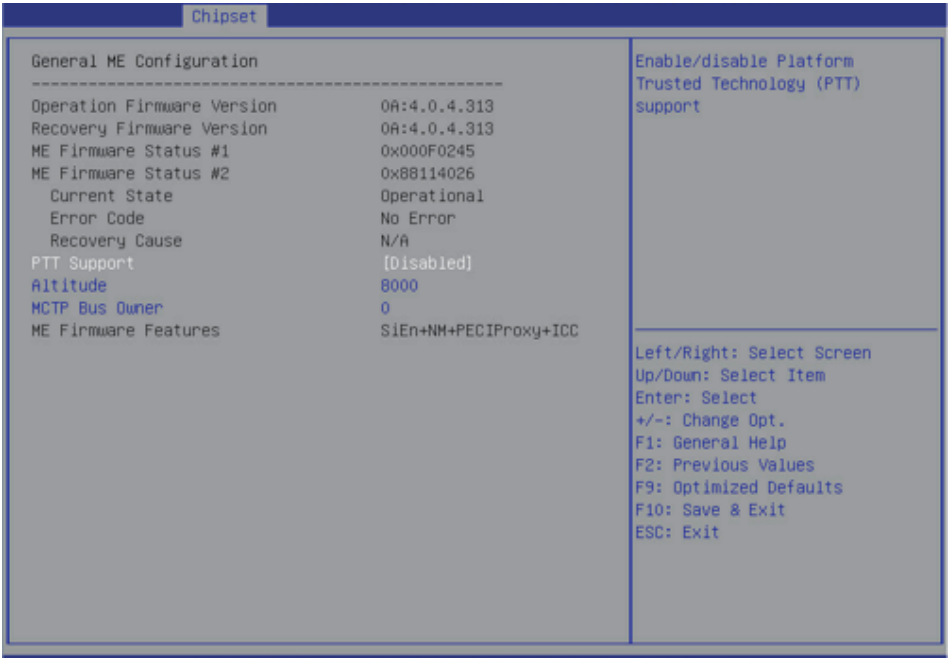 Chipset
General ME Configuration
--------------------------------------------------
Operation Firmware Version 0A:4.0.4.313
Recovery Firmware Version 0A:4.0.4.313
ME Firmware Status #1 0x000F0245
ME Firmware Status #2 0x88114026
Current State Operational
Error Code No Error
Recovery Cause N/A
PTT Support [Disabled]
Altitude 8000
MCTP Bus Owner 0
ME Firmware Features SiEn+NM+PECIProxy+ICC
Enable/disable Platform
Trusted Technology (PTT)
support
Left/Right: Select Screen
Up/Down: Select Item
Enter: Select
+/-: Change Opt.
F1: General Help
F2: Previous Values
F9: Optimized Defaults
F10: Save & Exit
ESC: Exit